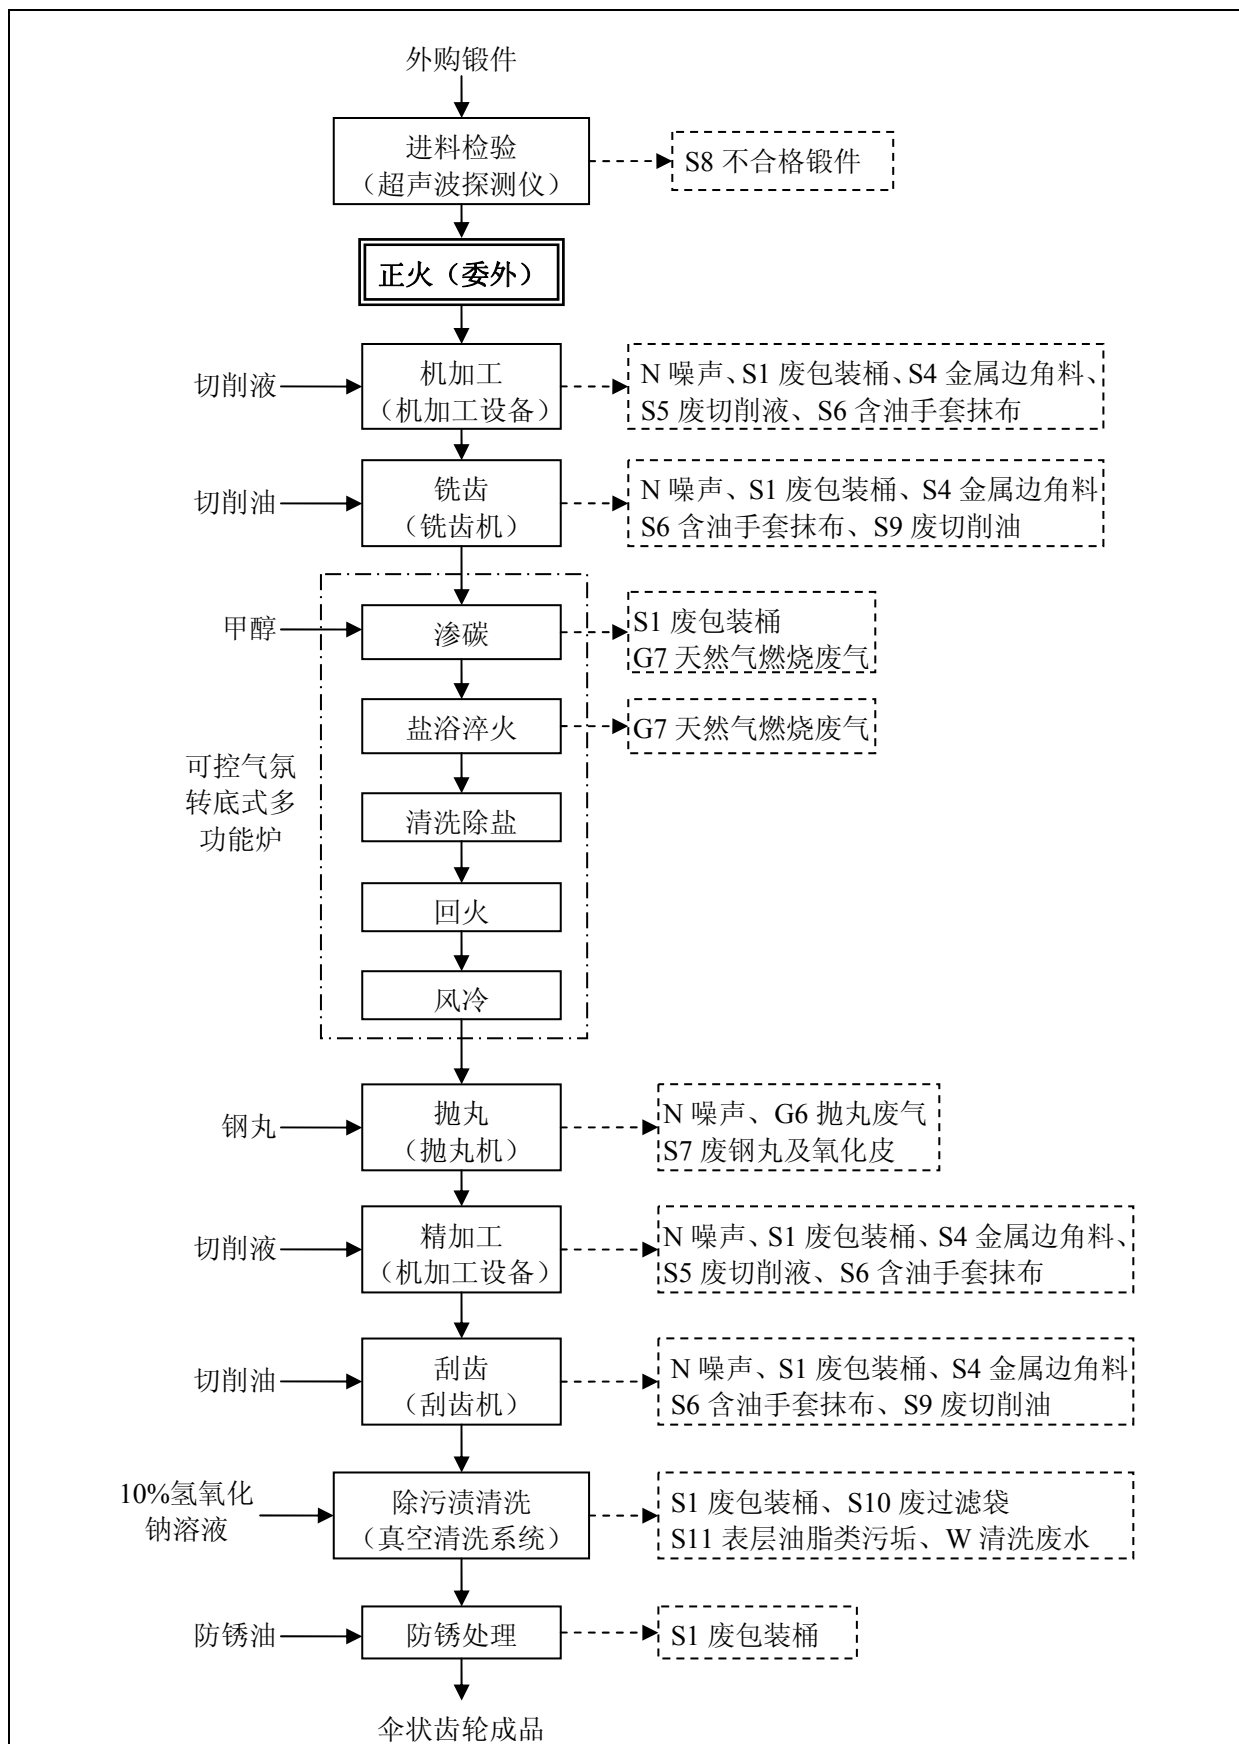 外购锻件
进料检验
（超声波探测仪）
S8 不合格锻件
正火（委外）
切削液
机加工
（机加工设备）
N 噪声、S1 废包装桶、S4 金属边角料、
S5 废切削液、S6 含油手套抹布
切削油
铣齿
（铣齿机）
N 噪声、S1 废包装桶、S4 金属边角料
S6 含油手套抹布、S9 废切削油
甲醇
渗碳
S1 废包装桶
G7 天然气燃烧废气
盐浴淬火
G7 天然气燃烧废气
可控气氛
转底式多
功能炉
清洗除盐
回火
风冷
钢丸
抛丸
（抛丸机）
N 噪声、G6 抛丸废气
S7 废钢丸及氧化皮
切削液
精加工
（机加工设备）
N 噪声、S1 废包装桶、S4 金属边角料、
S5 废切削液、S6 含油手套抹布
切削油
刮齿
（刮齿机）
N 噪声、S1 废包装桶、S4 金属边角料
S6 含油手套抹布、S9 废切削油
10%氢氧化
钠溶液
除污渍清洗
（真空清洗系统）
S1 废包装桶、S10 废过滤袋
S11 表层油脂类污垢、W 清洗废水
防锈油
防锈处理
S1 废包装桶
伞状齿轮成品